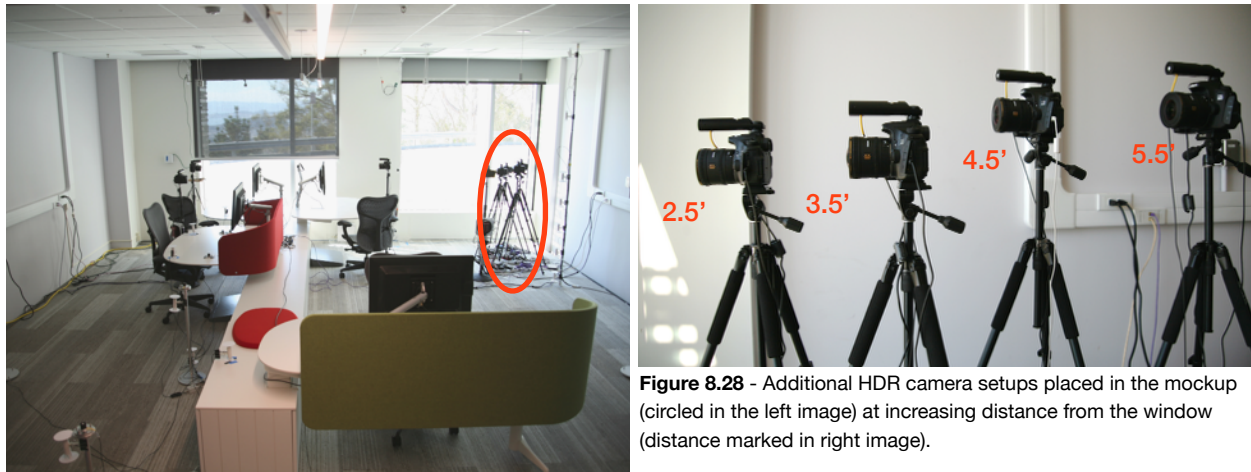 2.5’
3.5’
4.5’
5.5’
Figure 8.28 - Additional HDR camera setups placed in the mockup
(circled in the left image) at increasing distance from the window
(distance marked in right image).